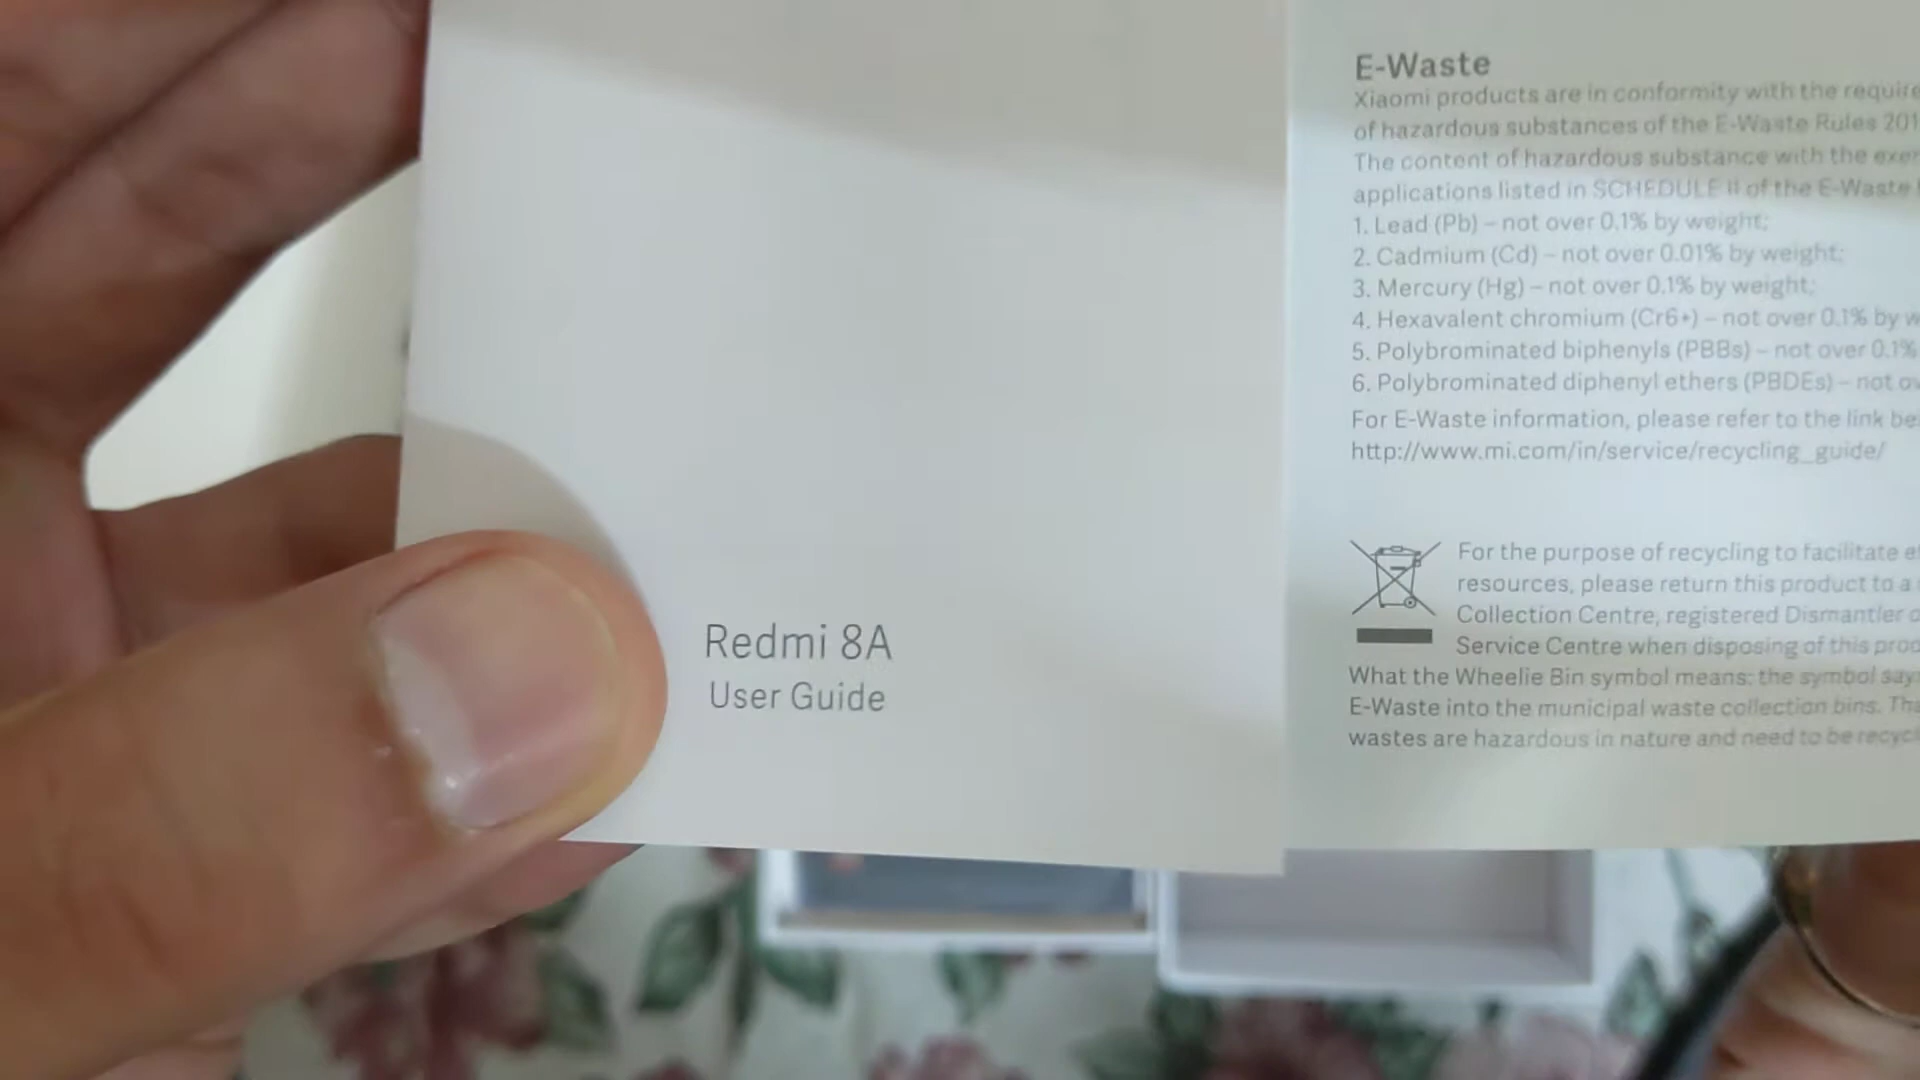 Redmi 8A
User Guide
E-Waste
Xiaomi products are in conformity with the
of hazardous substances of the E-Waste Rules
The content of hazardous substance with the
applications listed in SCHEDULE II of the E-Waste
1. Lead (Pb) – not over 0.1% by weight;
2. Cadmium (Cd) – not over 0.01% by weight;
3. Mercury (Hg) – not over 0.1% by weight;
4. Hexavalent chromium (Cr6+) – not over 0.1% by
5. Polybrominated biphenyls (PBBs) – not over 0.1%
6. Polybrominated diphenyl ethers (PBDEs) – not
For E-Waste information, please refer to the link
http://www.mi.com/in/service/recycling_guide/
For the purpose of recycling to facilitate
resources, please return this product to a
Collection Centre, registered Dismantler
Service Centre when disposing of this
What the Wheelie Bin symbol means: the symbol
E-Waste into the municipal waste collection bins.
wastes are hazardous in nature and need to be